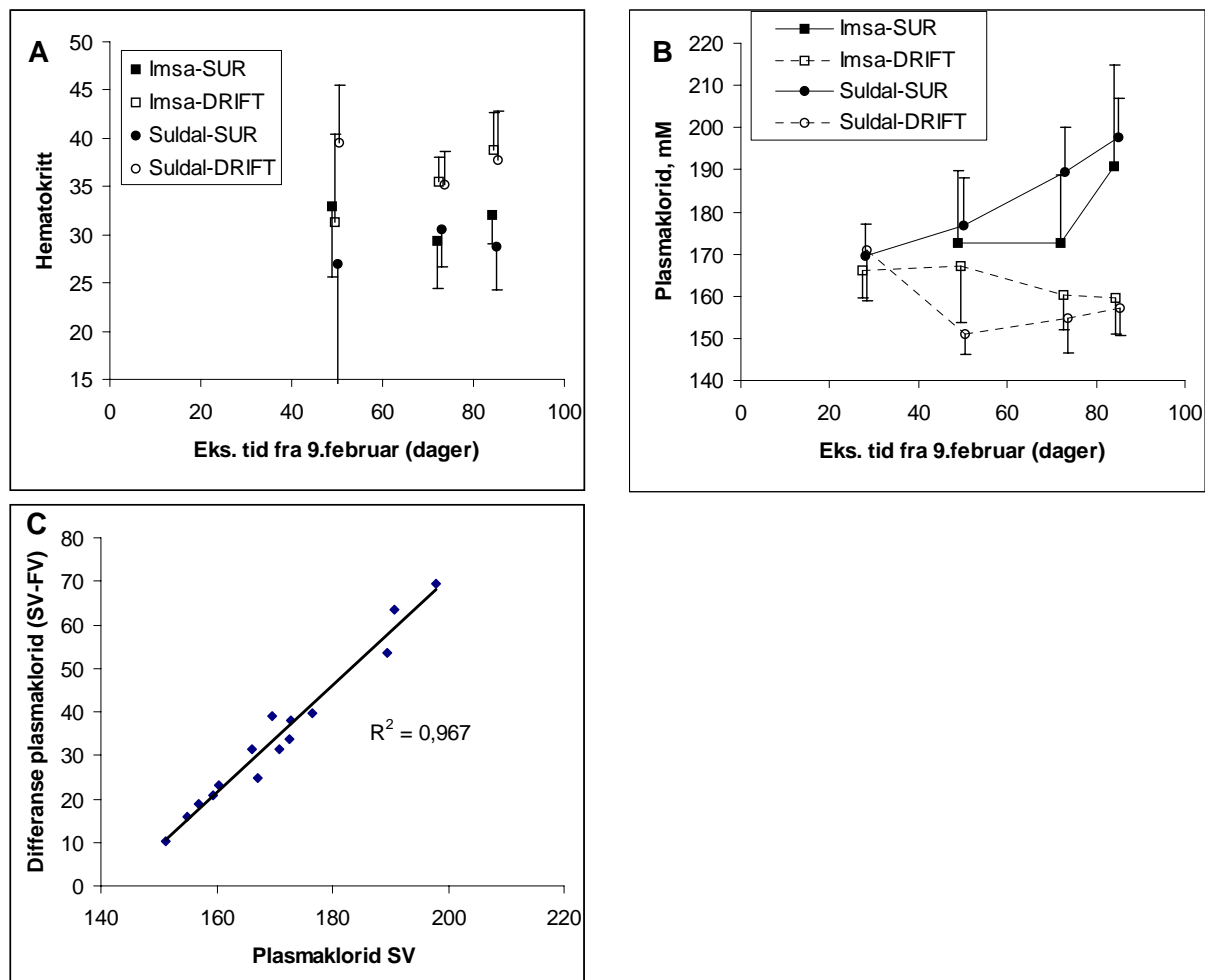 A
Imsa-SUR
Imsa-DRIFT
Suldal-SUR
Suldal-DRIFT
Hematokritt
50
45
40
35
30
25
20
15
0 20 40 60 80 100
Eks. tid fra 9.februar (dager)
B
Imsa-SUR
Imsa-DRIFT
Suldal-SUR
Suldal-DRIFT
Plasmaklorid, mM
220
210
200
190
180
170
160
150
140
0 20 40 60 80 100
Eks. tid fra 9.februar (dager)
C
Differanse plasmaklorid (SV-FV)
80
70
60
50
40
30
20
10
0
R² = 0,967
140 160 180 200 220
Plasmaklorid SV